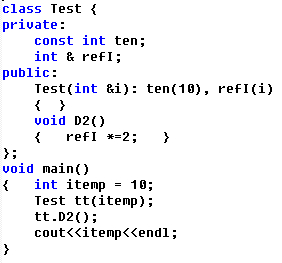 class Test {
private:
    const int ten;
    int & refI;
public:
    Test(int &i): ten(10), refI(i)
    {  }
    void D2()
    {   refI *=2;   }
};
void main()
{   int itemp = 10;
    Test tt(itemp);
    tt.D2();
    cout<<itemp<<endl;
}